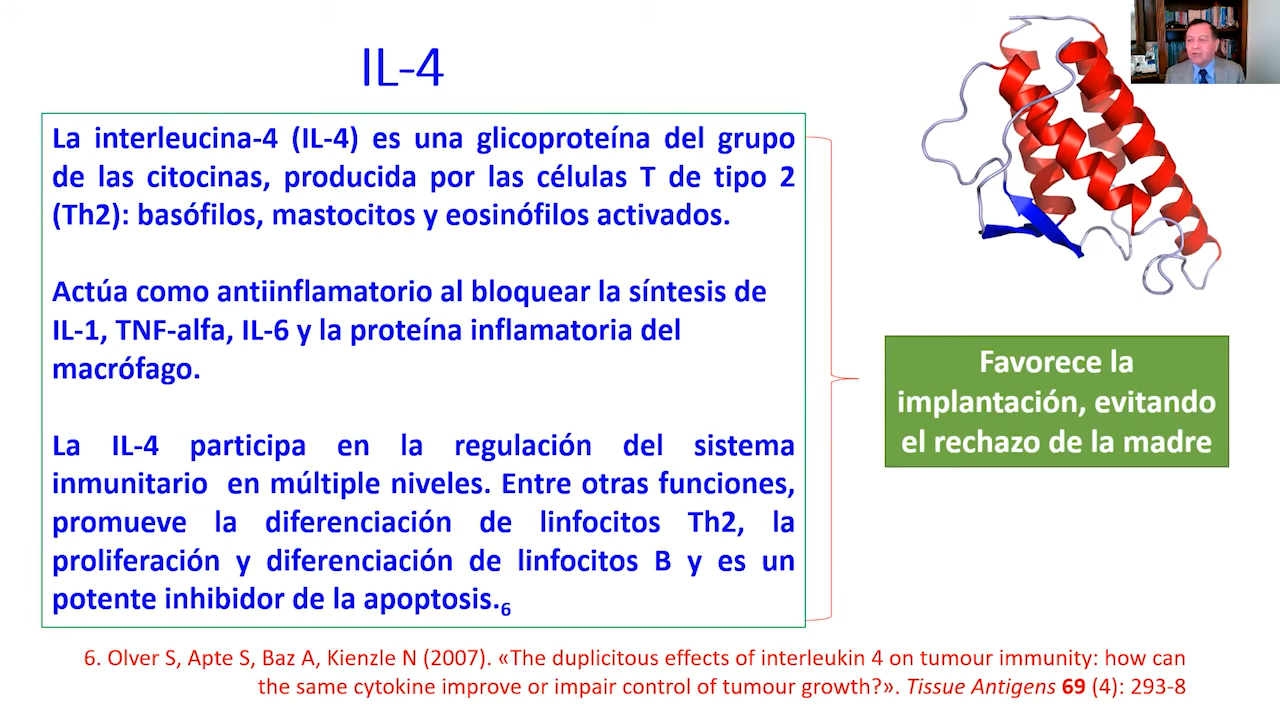 IL-4
La interleucina-4 (IL-4) es una glicoproteína del grupo
de las citocinas, producida por las células T de tipo 2
(Th2): basófilos, mastocitos y eosinófilos activados.
Actúa como antiinflamatorio al bloquear la síntesis de
IL-1, TNF-alfa, IL-6 y la proteína inflamatoria del
macrófago.
La IL-4 participa en la regulación del sistema
inmunitario en múltiple niveles. Entre otras funciones,
promueve la diferenciación de linfocitos Th2, la
proliferación y diferenciación de linfocitos B y es un
potente inhibidor de la apoptosis.6
Favorece la
implantación, evitando
el rechazo de la madre
6. Olver S, Apte S, Baz A, Kienzle N (2007). «The duplicitous effects of interleukin 4 on tumour immunity: how can
the same cytokine improve or impair control of tumour growth?». Tissue Antigens 69 (4): 293-8